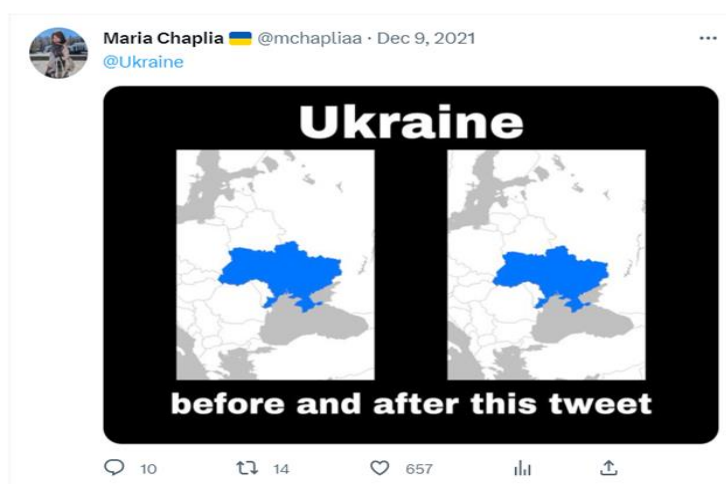 Maria Chaplia 🇺🇦 @mchapliaa · Dec 9, 2021
@Ukraine
Ukraine
before and after this tweet
10 14 657